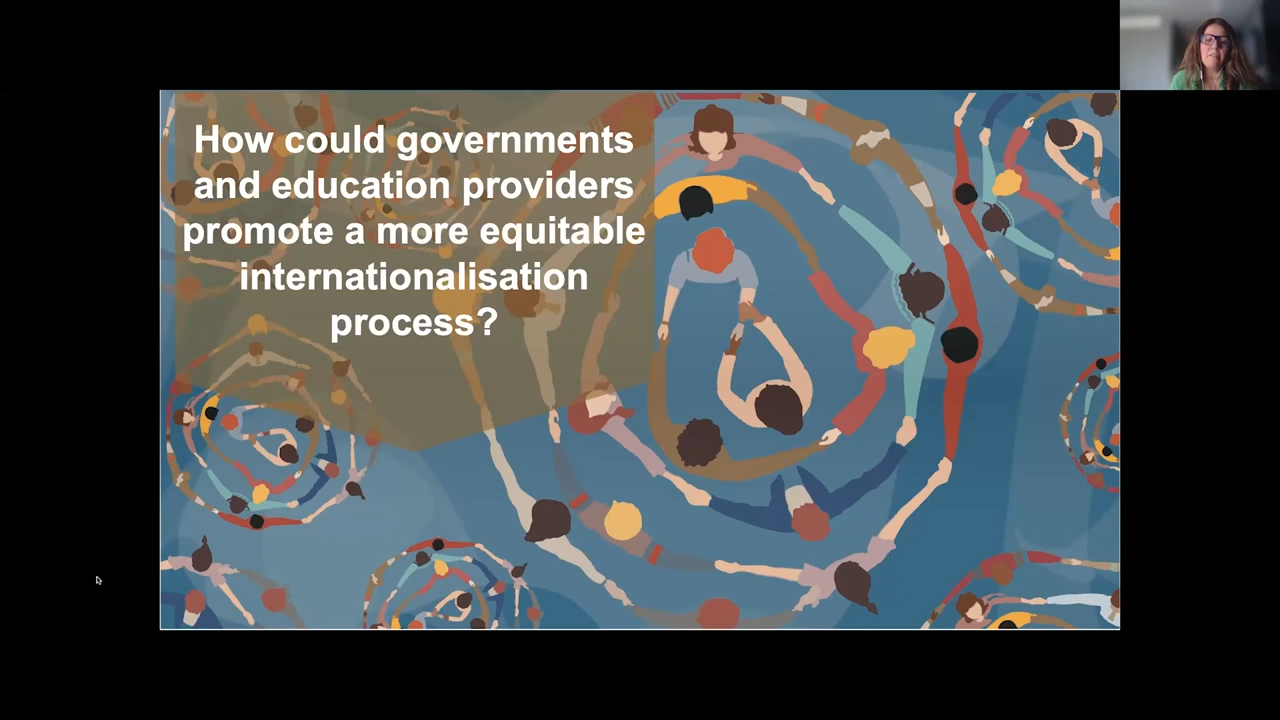 How could governments
and education providers
promote a more equitable
internationalisation
process?